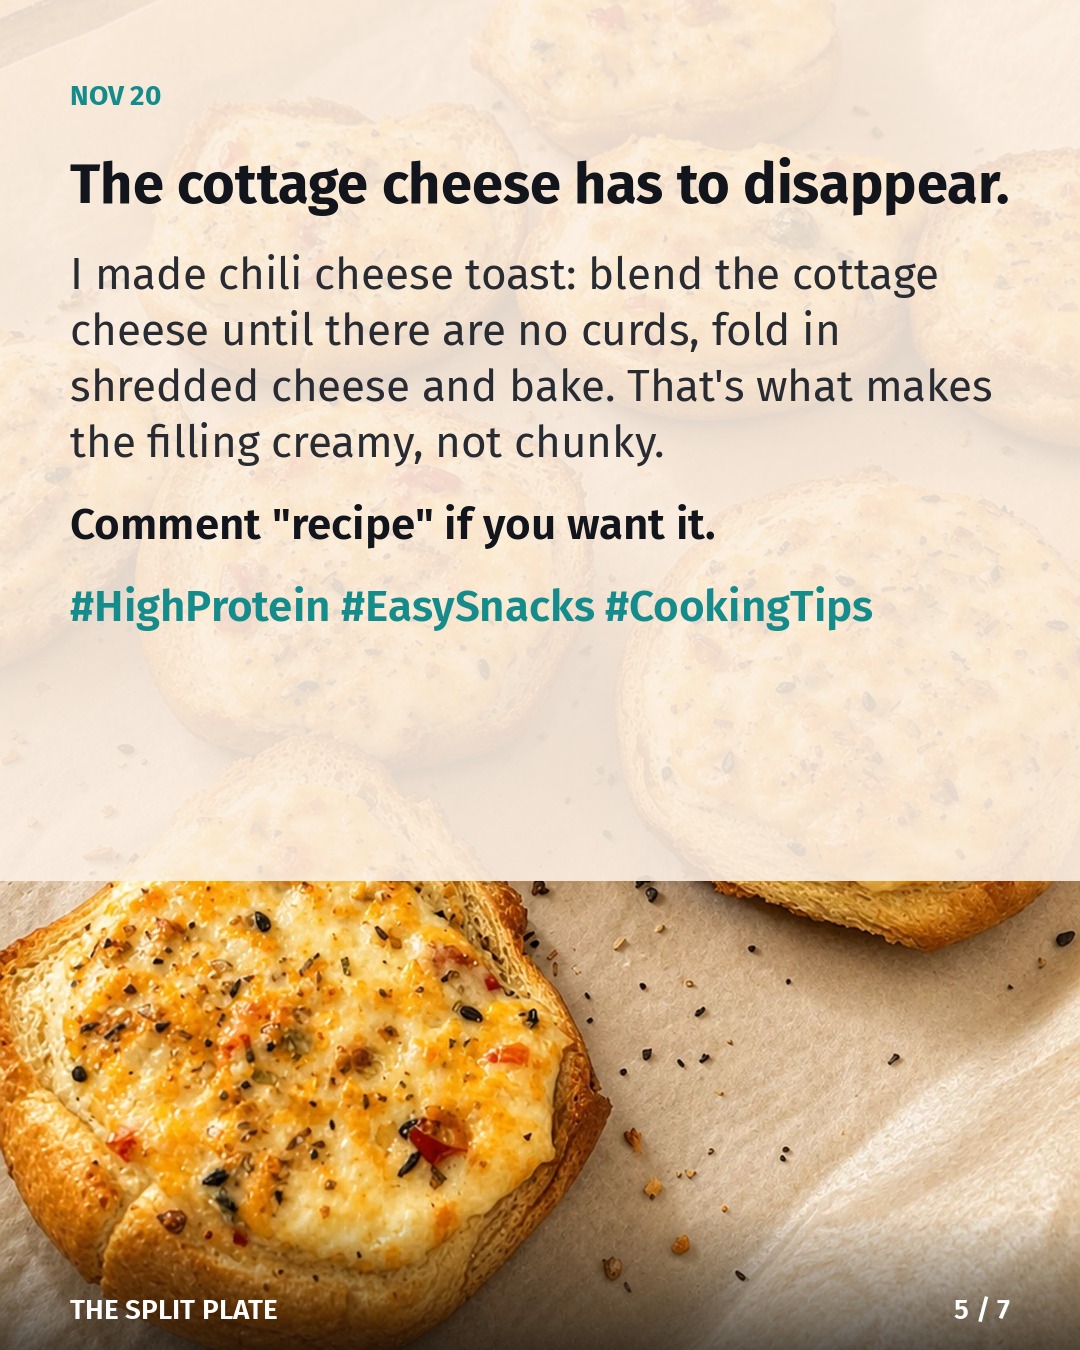 NOV 20
The cottage cheese has to disappear.
I made chili cheese toast: blend the cottage
cheese until there are no curds, fold in
shredded cheese and bake. That's what makes
the filling creamy, not chunky.
Comment "recipe" if you want it.
#HighProtein #EasySnacks #CookingTips
THE SPLIT PLATE
5 / 7